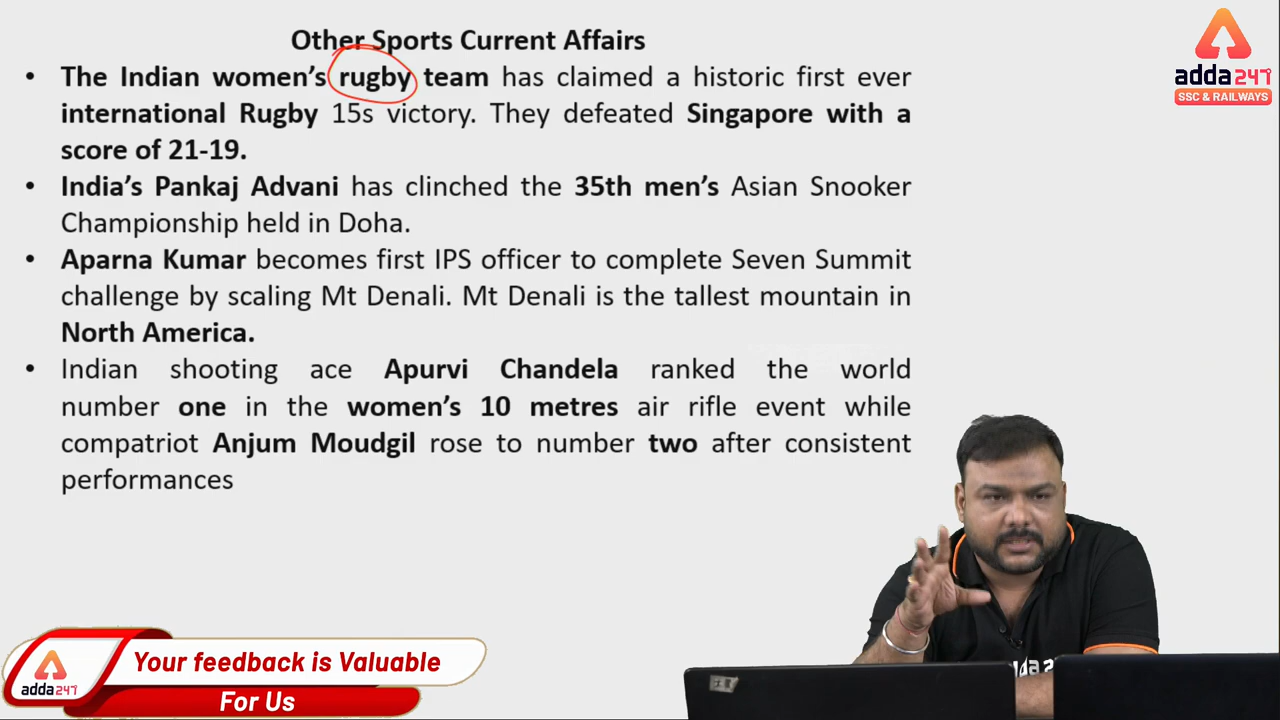 Other Sports Current Affairs
• The Indian women’s rugby team has claimed a historic first ever
international Rugby 15s victory. They defeated Singapore with a
score of 21-19.
• India’s Pankaj Advani has clinched the 35th men’s Asian Snooker
Championship held in Doha.
• Aparna Kumar becomes first IPS officer to complete Seven Summit
challenge by scaling Mt Denali. Mt Denali is the tallest mountain in
North America.
• Indian shooting ace Apurvi Chandela ranked the world
number one in the women’s 10 metres air rifle event while
compatriot Anjum Moudgil rose to number two after consistent
performances
adda247
SSC & RAILWAYS
adda247
Your feedback is Valuable
For Us